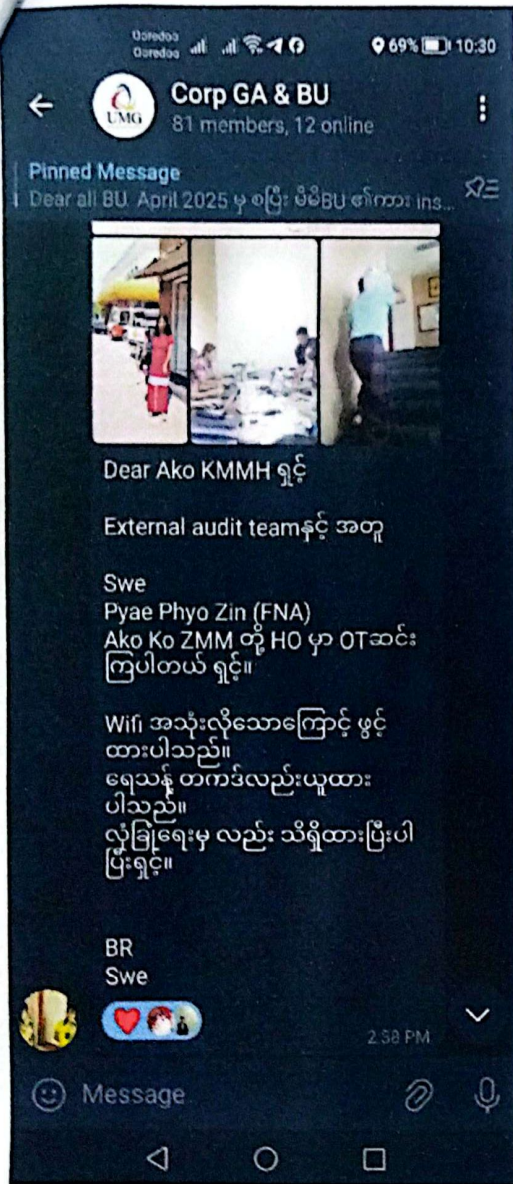 Ooredoo
Ooredoo
69% 10:30
UMG
Corp GA & BU
81 members, 12 online
Pinned Message
Dear all BU. April 2025 မှ စပြီး မိမိBU ၏ကား ins...
Dear Ako KMMH ရှင့်
External audit teamနှင့် အတူ
Swe
Pyae Phyo Zin (FNA)
Ako Ko ZMM တို့ HO မှာ OTဆင်း
ကြပါတယ် ရှင့်။
Wifi အသုံးလိုသောကြောင့် ဖွင့်
ထားပါသည်။
ရေသန့် တကဒ်လည်းယူထား
ပါသည်။
လုံခြုံရေးမှ လည်း သိရှိထားပြီးပါ
ပြီးရှင့်။
BR
Swe
2:38 PM
Message